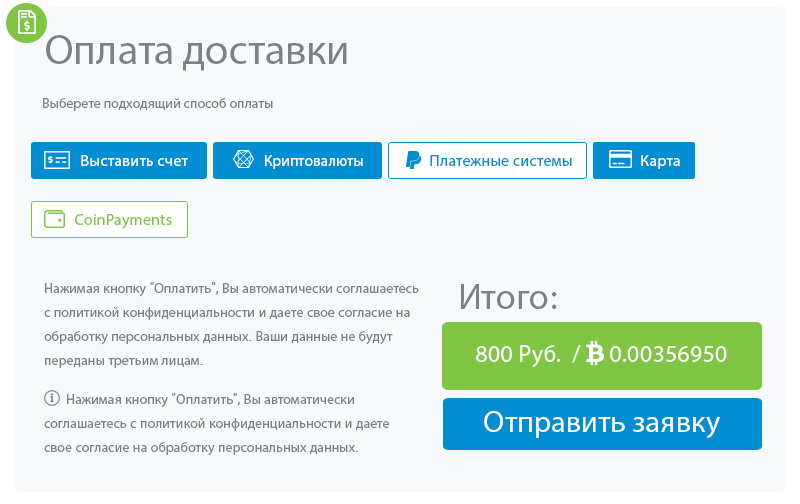 Оплата доставки
Выберете подходящий способ оплаты
Выставить счет
Криптовалюты
Платежные системы
Карта
CoinPayments
Нажимая кнопку "Оплатить", Вы автоматически соглашаетесь
с политикой конфиденциальности и даете свое согласие на
обработку персональных данных. Ваши данные не будут
переданы третьим лицам.
Нажимая кнопку "Оплатить", Вы автоматически
соглашаетесь с политикой конфиденциальности и даете
свое согласие на обработку персональных данных.
Итого:
800 Руб. / ₿ 0.00356950
Отправить заявку